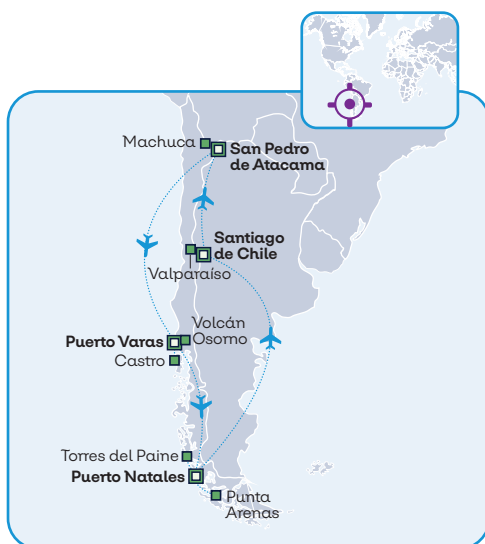 Machuca
San Pedro
de Atacama
Santiago
de Chile
Valparaíso
Volcán
Osorno
Puerto Varas
Castro
Torres del Paine
Puerto Natales
Punta
Arenas